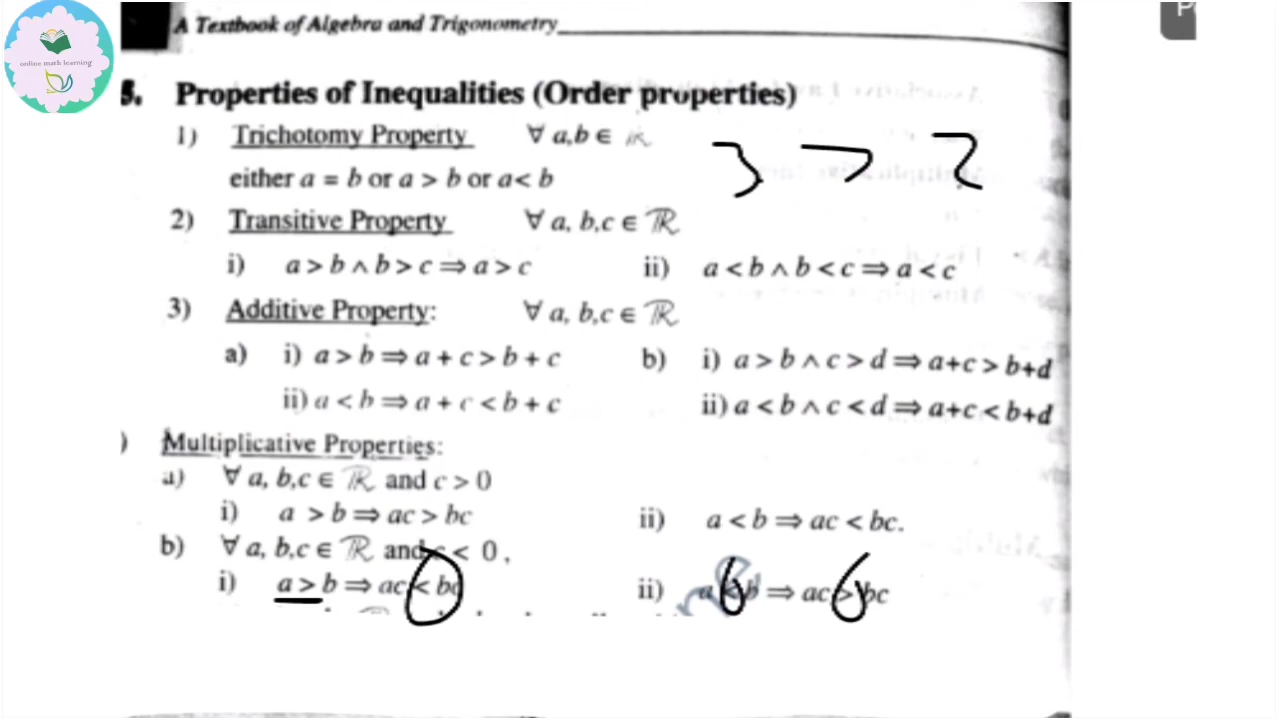 online math learning
A Textbook of Algebra and Trigonometry
5. Properties of Inequalities (Order properties)
1) Trichotomy Property ∀ a,b ∈ ℝ
either a = b or a > b or a< b
3 > 2
2) Transitive Property ∀ a, b,c ∈ ℝ
i) a > b ∧ b > c ⇒ a > c ii) a < b ∧ b < c ⇒ a < c
3) Additive Property: ∀ a, b,c ∈ ℝ
a) i) a > b ⇒ a + c > b + c b) i) a > b ∧ c > d ⇒ a+c > b+d
ii) a < b ⇒ a + c < b + c ii) a < b ∧ c < d ⇒ a+c < b+d
) Multiplicative Properties:
a) ∀ a, b,c ∈ ℝ and c > 0
i) a > b ⇒ ac > bc ii) a < b ⇒ ac < bc.
b) ∀ a, b,c ∈ ℝ and c < 0,
i) a > b ⇒ ac < bc ii) a < b ⇒ ac > bc